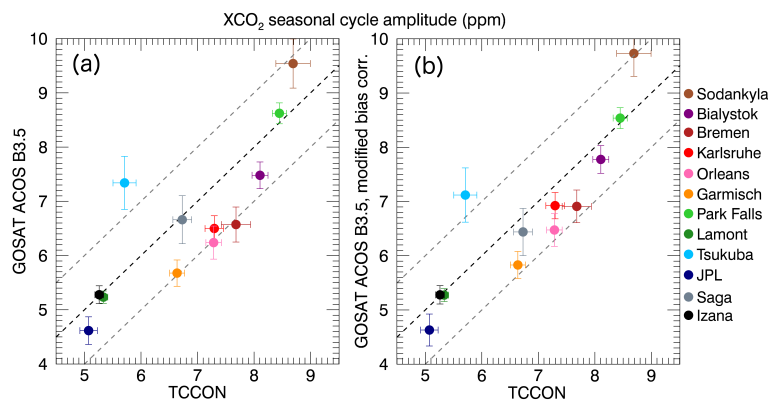 XCO2 seasonal cycle amplitude (ppm)
(a)
GOSAT ACOS B3.5
10
9
8
7
6
5
4
5 6 7 8 9
TCCON
(b)
GOSAT ACOS B3.5, modified bias corr.
10
9
8
7
6
5
4
5 6 7 8 9
TCCON
Sodankyla
Bialystok
Bremen
Karlsruhe
Orleans
Garmisch
Park Falls
Lamont
Tsukuba
JPL
Saga
Izana